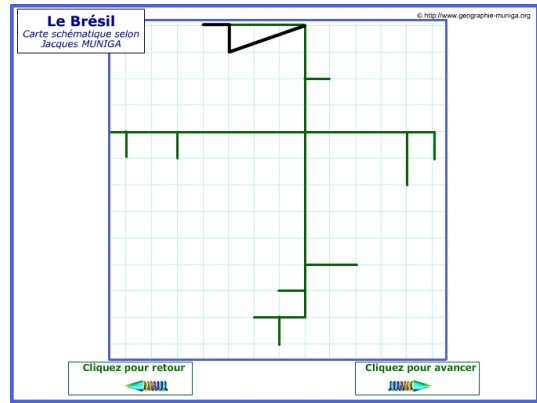 Le Brésil
Carte schématique selon
Jacques MUNIGA
© http://www.geographie-muniga.org
Cliquez pour retour
Cliquez pour avancer